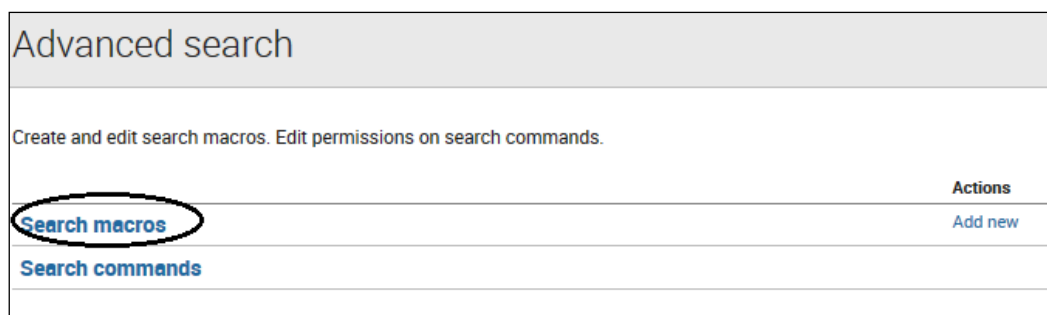 Advanced search
Create and edit search macros. Edit permissions on search commands.
Actions
Search macros Add new
Search commands